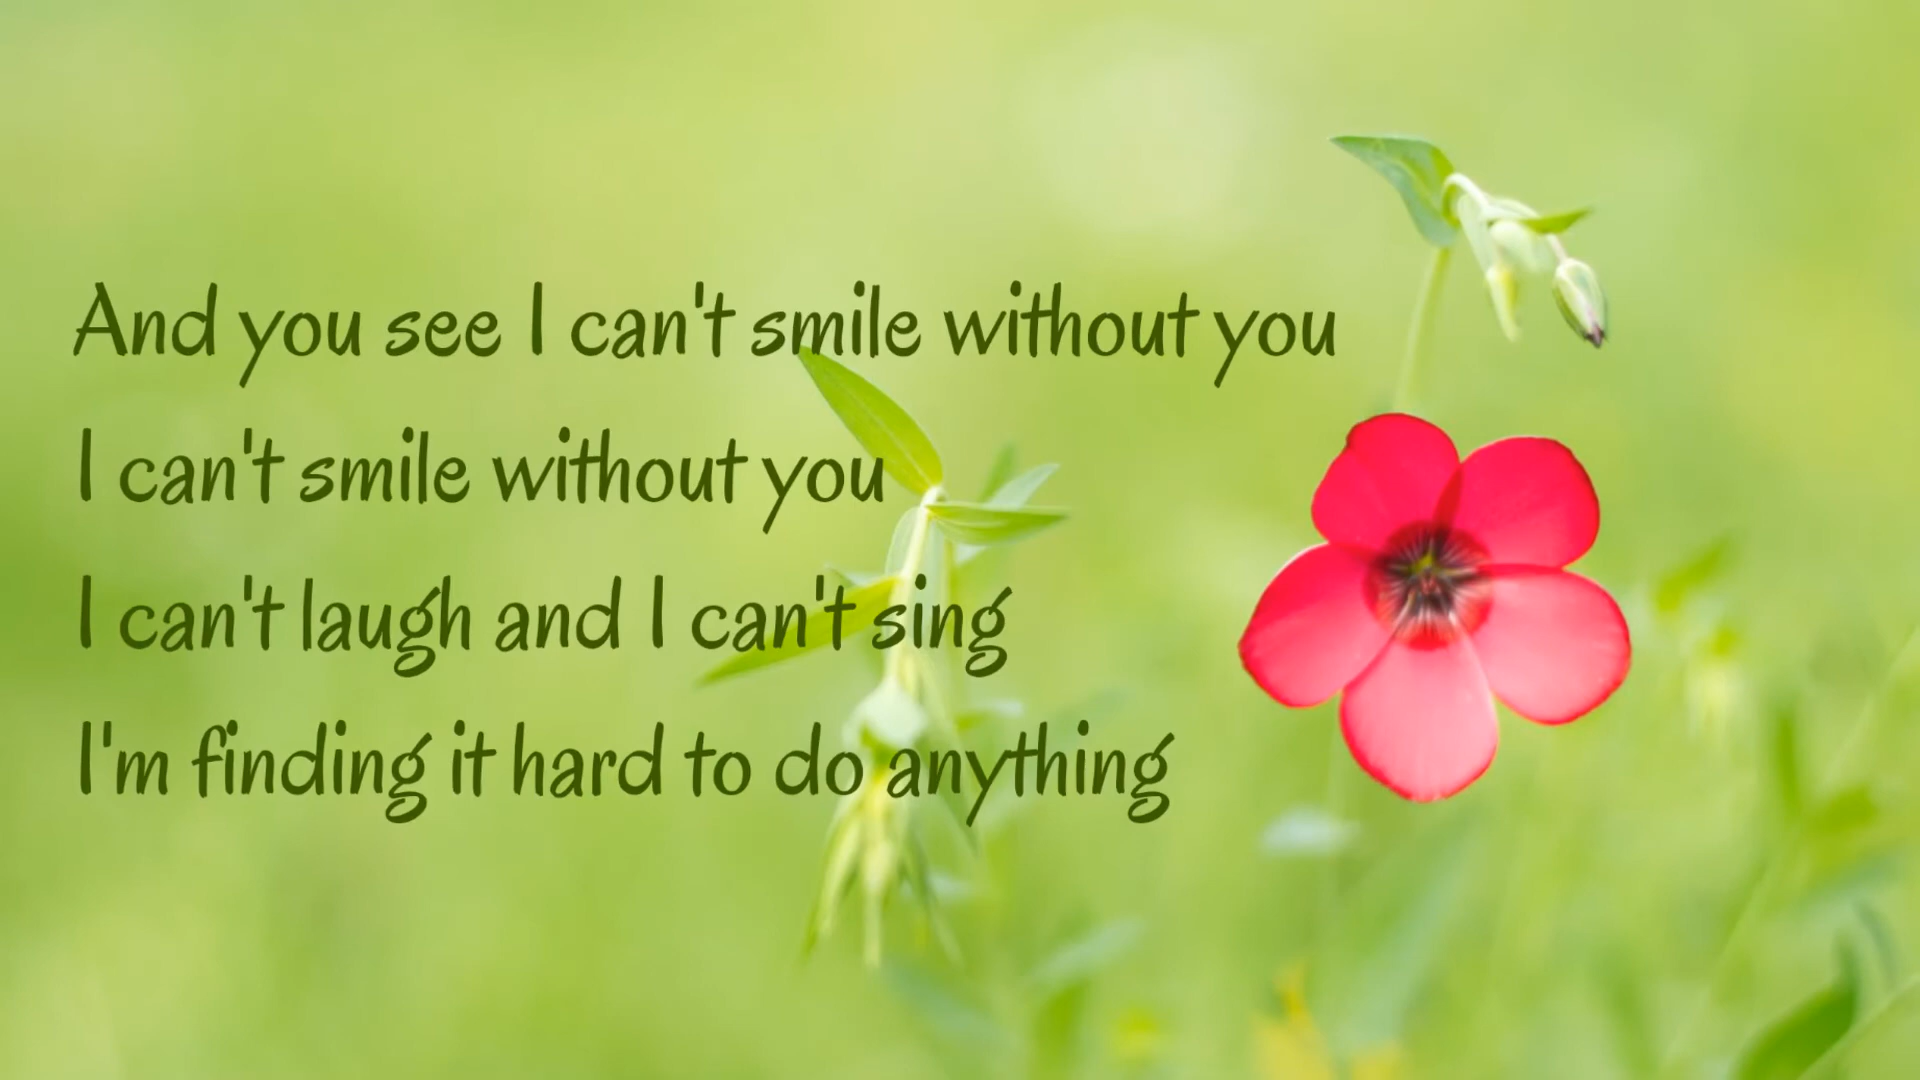 And you see I can't smile without you
I can't smile without you
I can't laugh and I can't sing
I'm finding it hard to do anything